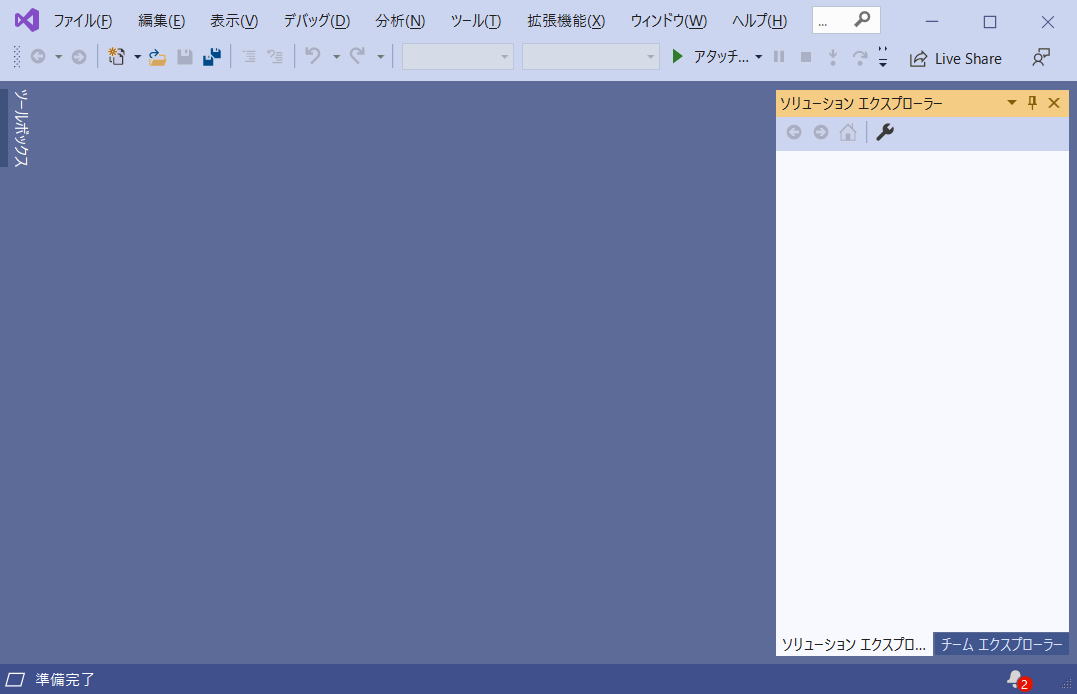 ファイル(F) 編集(E) 表示(V) デバッグ(D) 分析(N) ツール(T) 拡張機能(X) ウィンドウ(W) ヘルプ(H) ...
アタッチ... Live Share
ツールボックス
ソリューション エクスプローラー
ソリューション エクスプロ... チーム エクスプローラー
準備完了 2